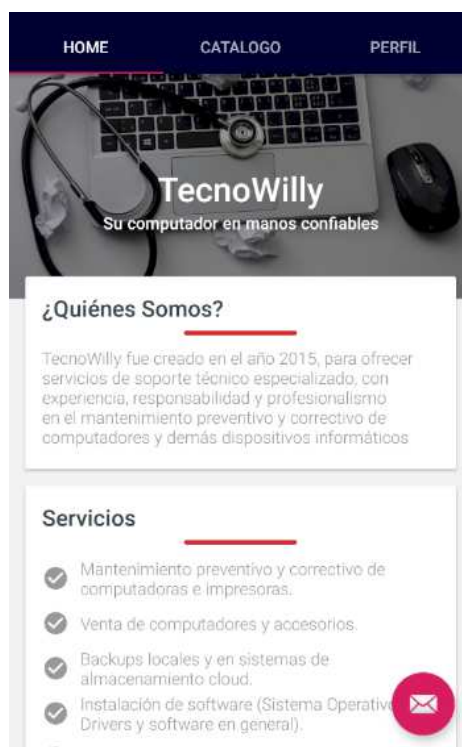 HOME CATALOGO PERFIL
TecnoWilly
Su computador en manos confiables
¿Quiénes Somos?
TecnoWilly fue creado en el año 2015, para ofrecer
servicios de soporte técnico especializado, con
experiencia, responsabilidad y profesionalismo
en el mantenimiento preventivo y correctivo de
computadores y demás dispositivos informáticos
Servicios
Mantenimiento preventivo y correctivo de
computadoras e impresoras.
Venta de computadores y accesorios.
Backups locales y en sistemas de
almacenamiento cloud.
Instalación de software (Sistema Operativo
Drivers y software en general).